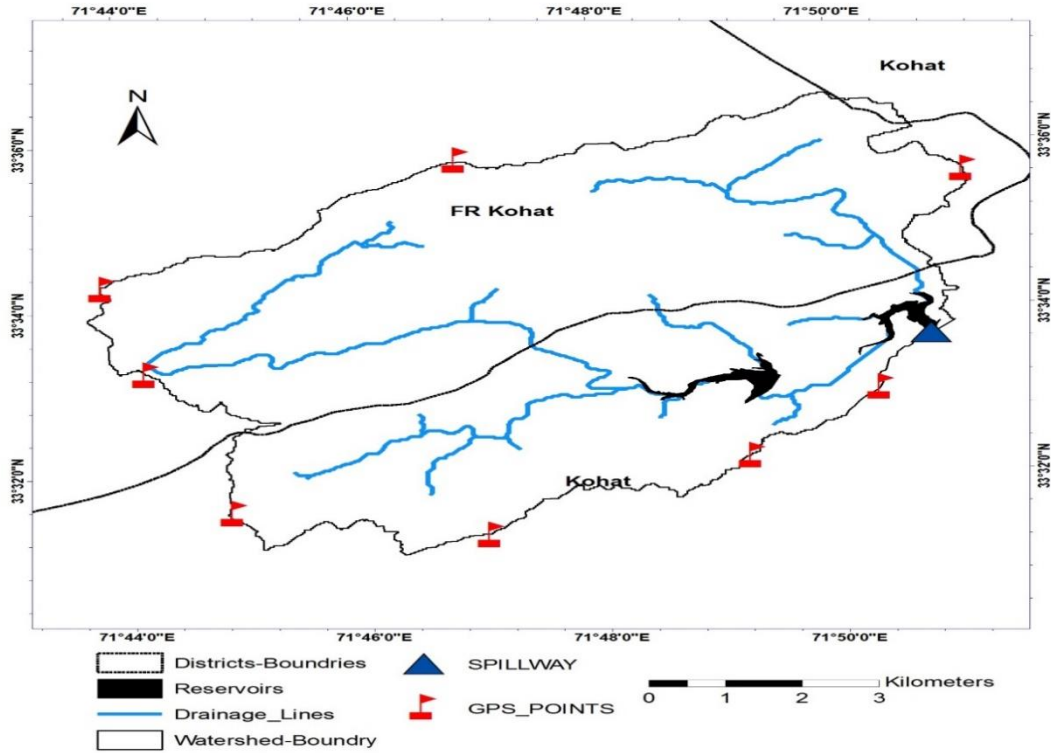 71°44'0"E 71°46'0"E 71°48'0"E 71°50'0"E
Kohat
N
33°36'0"N 33°36'0"N
FR Kohat
33°34'0"N 33°34'0"N
33°32'0"N 33°32'0"N
Kohat
71°44'0"E 71°46'0"E 71°48'0"E 71°50'0"E
Districts-Boundries SPILLWAY
Reservoirs Kilometers
0 1 2 3
Drainage_Lines GPS_POINTS
Watershed-Boundry